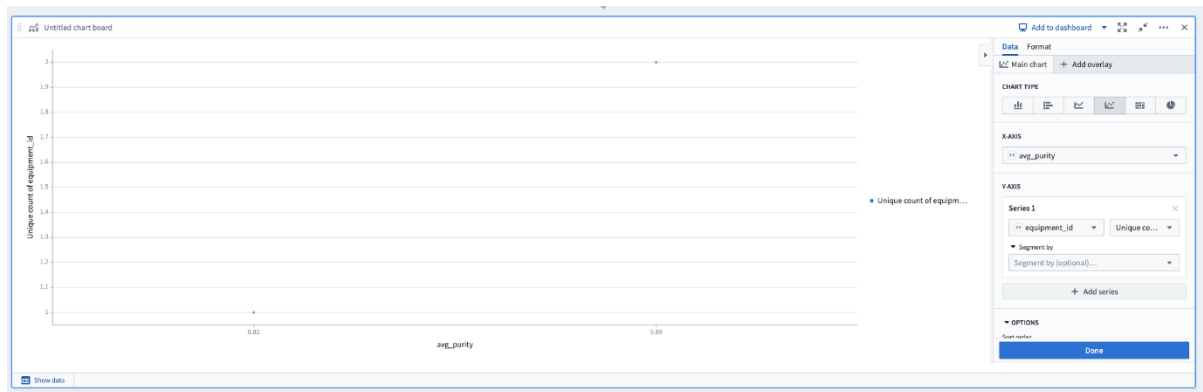 Untitled chart board
Add to dashboard
Unique count of equipment_id
2
1.9
1.8
1.7
1.6
1.5
1.4
1.3
1.2
1.1
1
0.82
0.89
avg_purity
Unique count of equipm...
Show data
Data Format
Main chart + Add overlay
CHART TYPE
X-AXIS
avg_purity
Y-AXIS
Series 1
equipment_id Unique co...
Segment by
Segment by (optional)...
+ Add series
OPTIONS
Sort order
Done